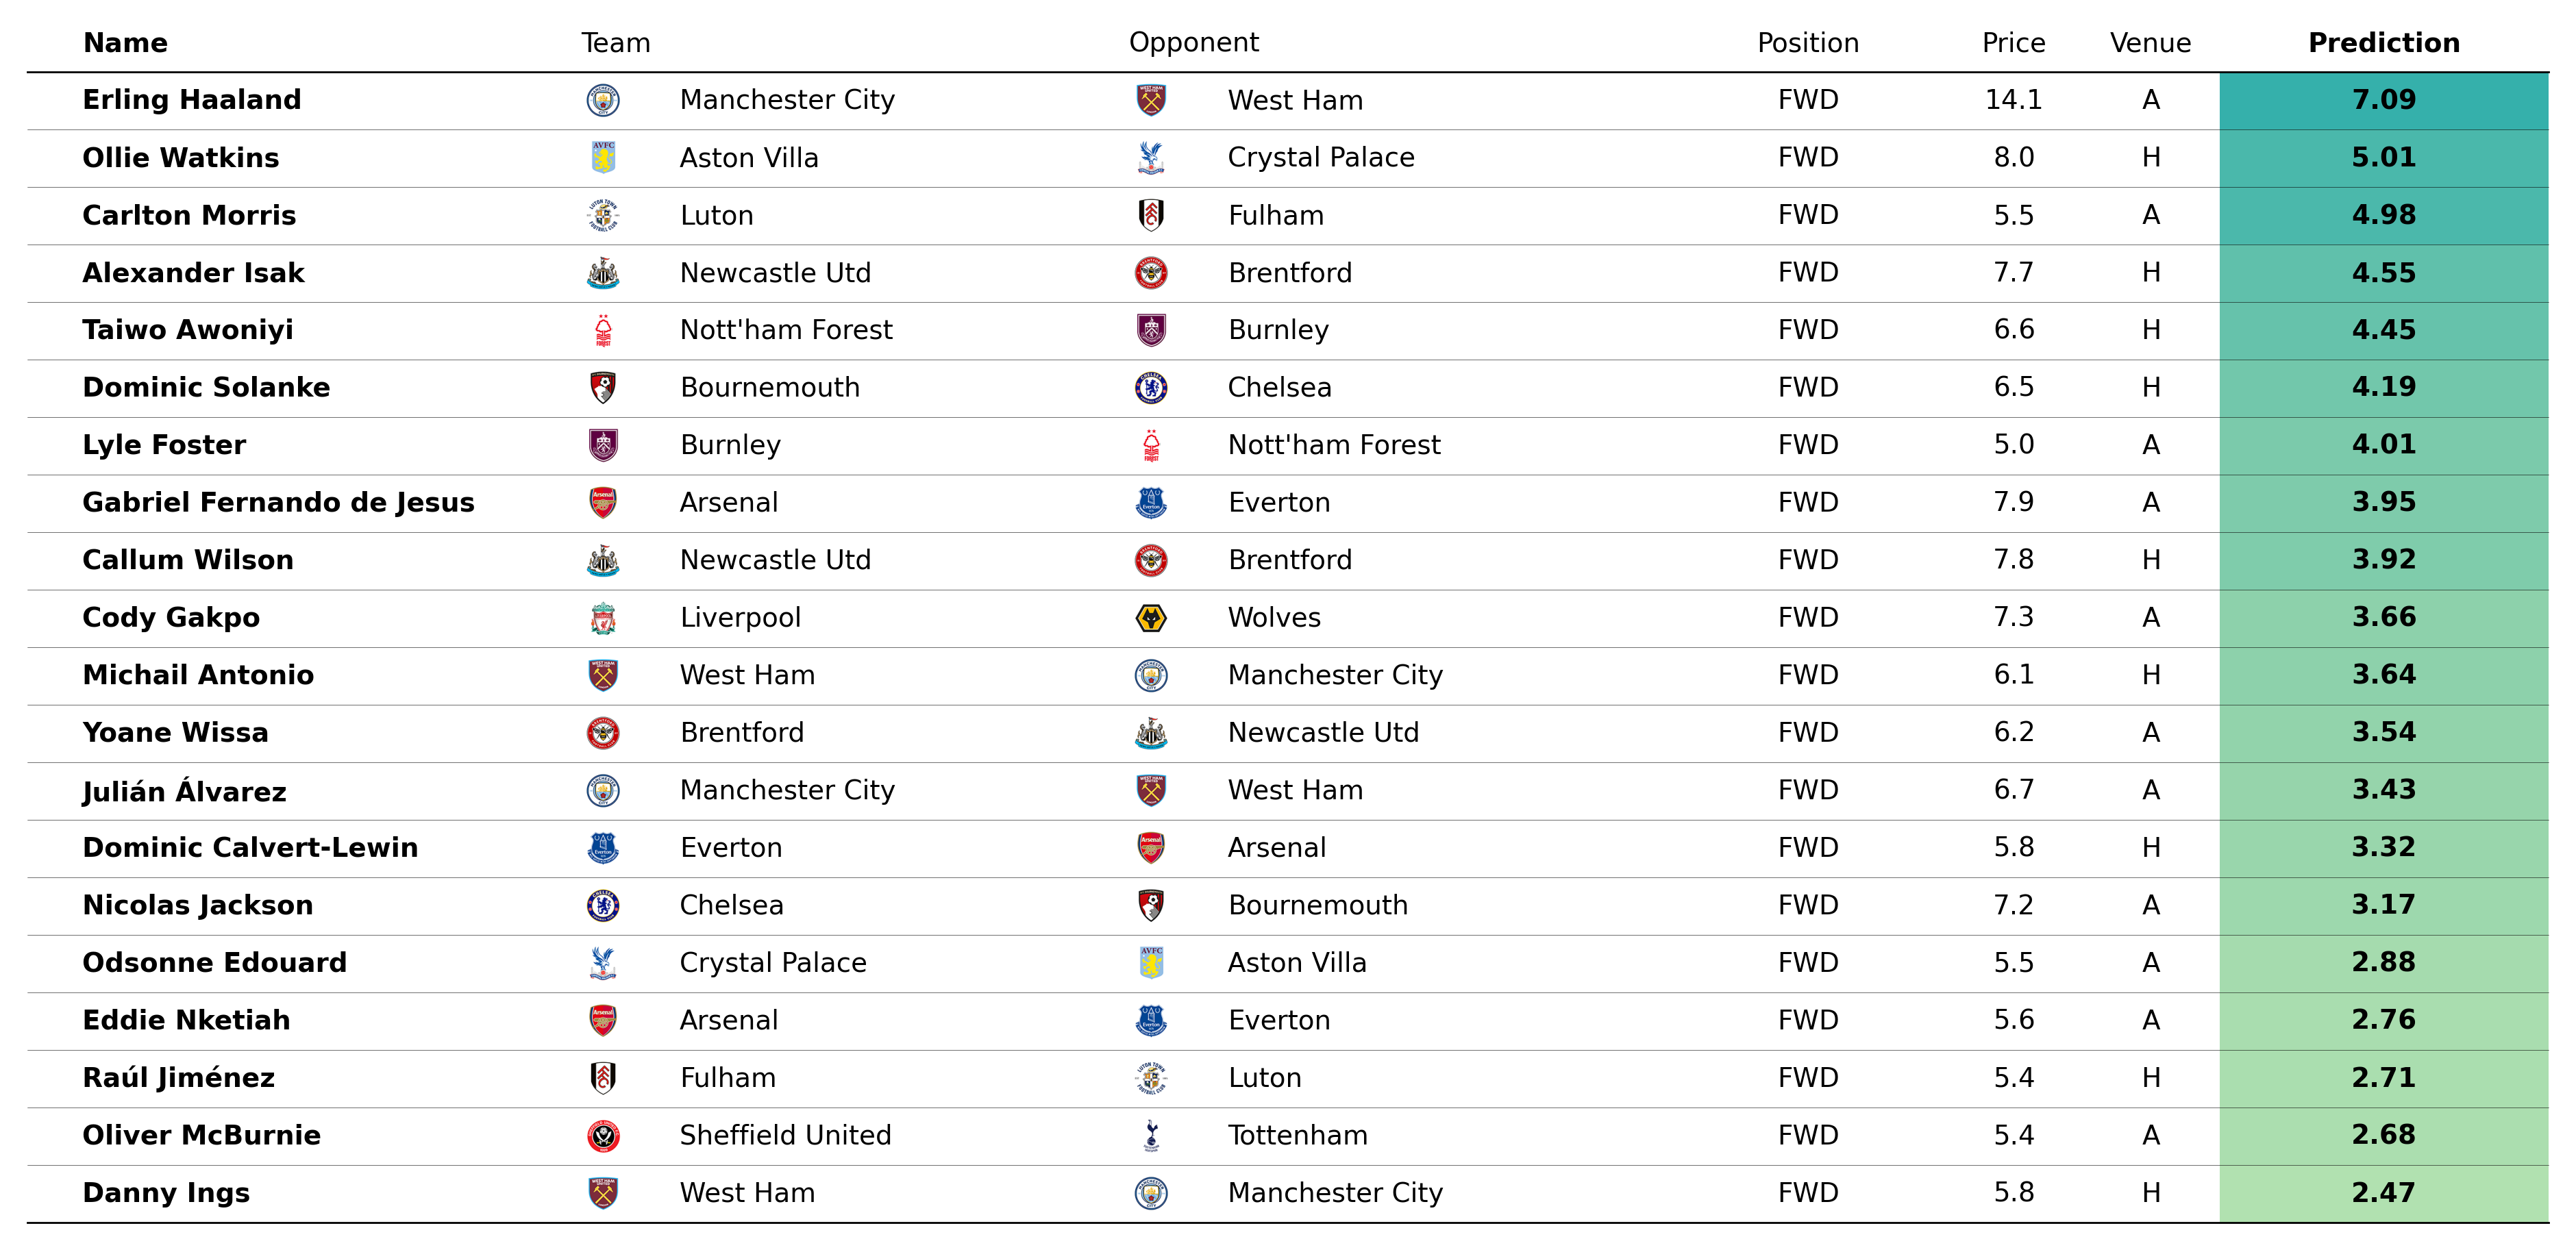 Name Team Opponent Position Price Venue Prediction
Erling Haaland Manchester City West Ham FWD 14.1 A 7.09
Ollie Watkins Aston Villa Crystal Palace FWD 8.0 H 5.01
Carlton Morris Luton Fulham FWD 5.5 A 4.98
Alexander Isak Newcastle Utd Brentford FWD 7.7 H 4.55
Taiwo Awoniyi Nott'ham Forest Burnley FWD 6.6 H 4.45
Dominic Solanke Bournemouth Chelsea FWD 6.5 H 4.19
Lyle Foster Burnley Nott'ham Forest FWD 5.0 A 4.01
Gabriel Fernando de Jesus Arsenal Everton FWD 7.9 A 3.95
Callum Wilson Newcastle Utd Brentford FWD 7.8 H 3.92
Cody Gakpo Liverpool Wolves FWD 7.3 A 3.66
Michail Antonio West Ham Manchester City FWD 6.1 H 3.64
Yoane Wissa Brentford Newcastle Utd FWD 6.2 A 3.54
Julián Álvarez Manchester City West Ham FWD 6.7 A 3.43
Dominic Calvert-Lewin Everton Arsenal FWD 5.8 H 3.32
Nicolas Jackson Chelsea Bournemouth FWD 7.2 A 3.17
Odsonne Edouard Crystal Palace Aston Villa FWD 5.5 A 2.88
Eddie Nketiah Arsenal Everton FWD 5.6 A 2.76
Raúl Jiménez Fulham Luton FWD 5.4 H 2.71
Oliver McBurnie Sheffield United Tottenham FWD 5.4 A 2.68
Danny Ings West Ham Manchester City FWD 5.8 H 2.47